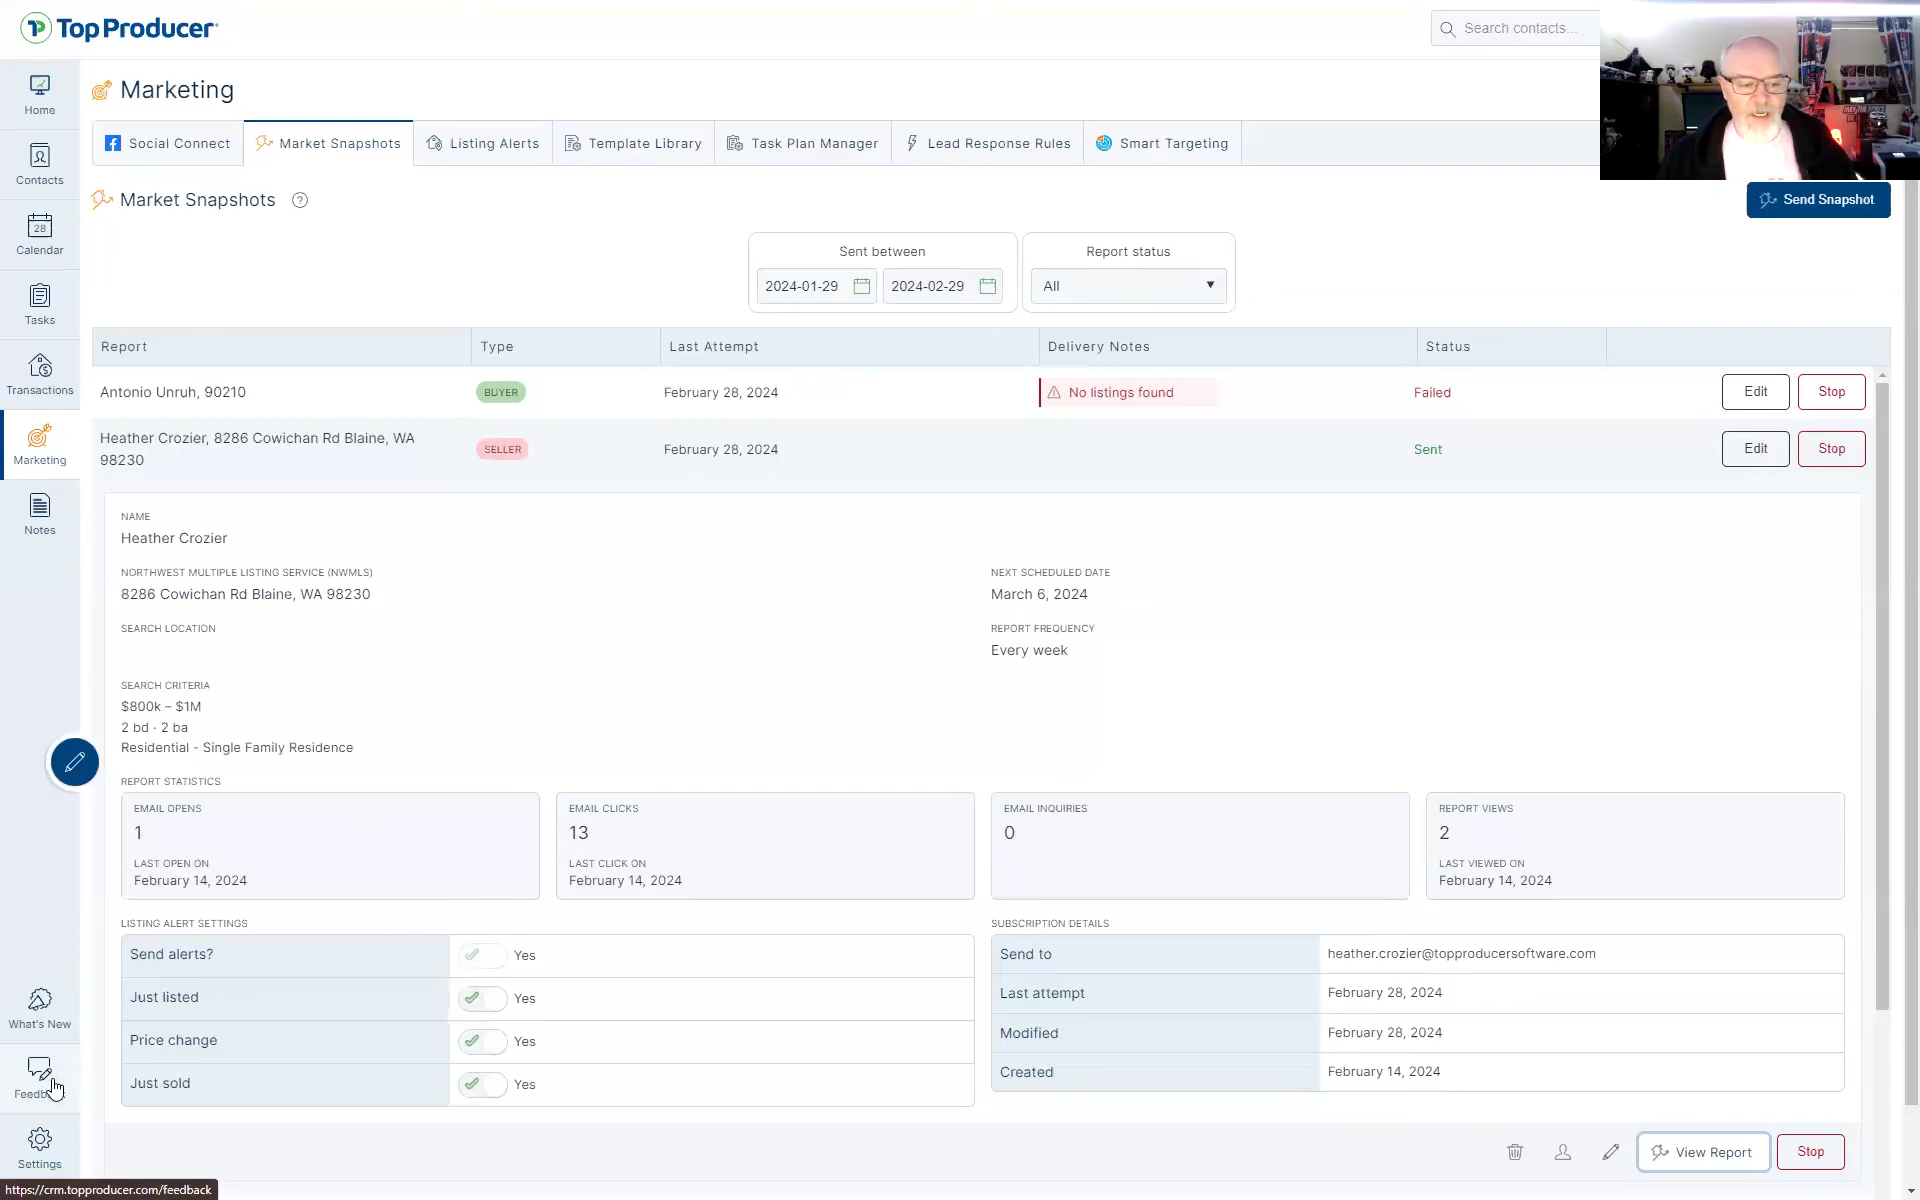 Top Producer
Search contacts...
Home
Contacts
28
Calendar
Tasks
Transactions
Marketing
Notes
What's New
Feedb
Settings
Marketing
Social Connect
Market Snapshots
Listing Alerts
Template Library
Task Plan Manager
Lead Response Rules
Smart Targeting
Market Snapshots ?
Send Snapshot
Sent between
2024-01-29
2024-02-29
Report status
All
Report
Type
Last Attempt
Delivery Notes
Status
Antonio Unruh, 90210
BUYER
February 28, 2024
No listings found
Failed
Edit
Stop
Heather Crozier, 8286 Cowichan Rd Blaine, WA
98230
SELLER
February 28, 2024
Sent
Edit
Stop
NAME
Heather Crozier
NORTHWEST MULTIPLE LISTING SERVICE (NWMLS)
8286 Cowichan Rd Blaine, WA 98230
NEXT SCHEDULED DATE
March 6, 2024
SEARCH LOCATION
REPORT FREQUENCY
Every week
SEARCH CRITERIA
$800k – $1M
2 bd · 2 ba
Residential - Single Family Residence
REPORT STATISTICS
EMAIL OPENS
1
LAST OPEN ON
February 14, 2024
EMAIL CLICKS
13
LAST CLICK ON
February 14, 2024
EMAIL INQUIRIES
0
REPORT VIEWS
2
LAST VIEWED ON
February 14, 2024
LISTING ALERT SETTINGS
Send alerts?
Yes
Just listed
Yes
Price change
Yes
Just sold
Yes
SUBSCRIPTION DETAILS
Send to
heather.crozier@topproducersoftware.com
Last attempt
February 28, 2024
Modified
February 28, 2024
Created
February 14, 2024
View Report
Stop
https://crm.topproducer.com/feedback